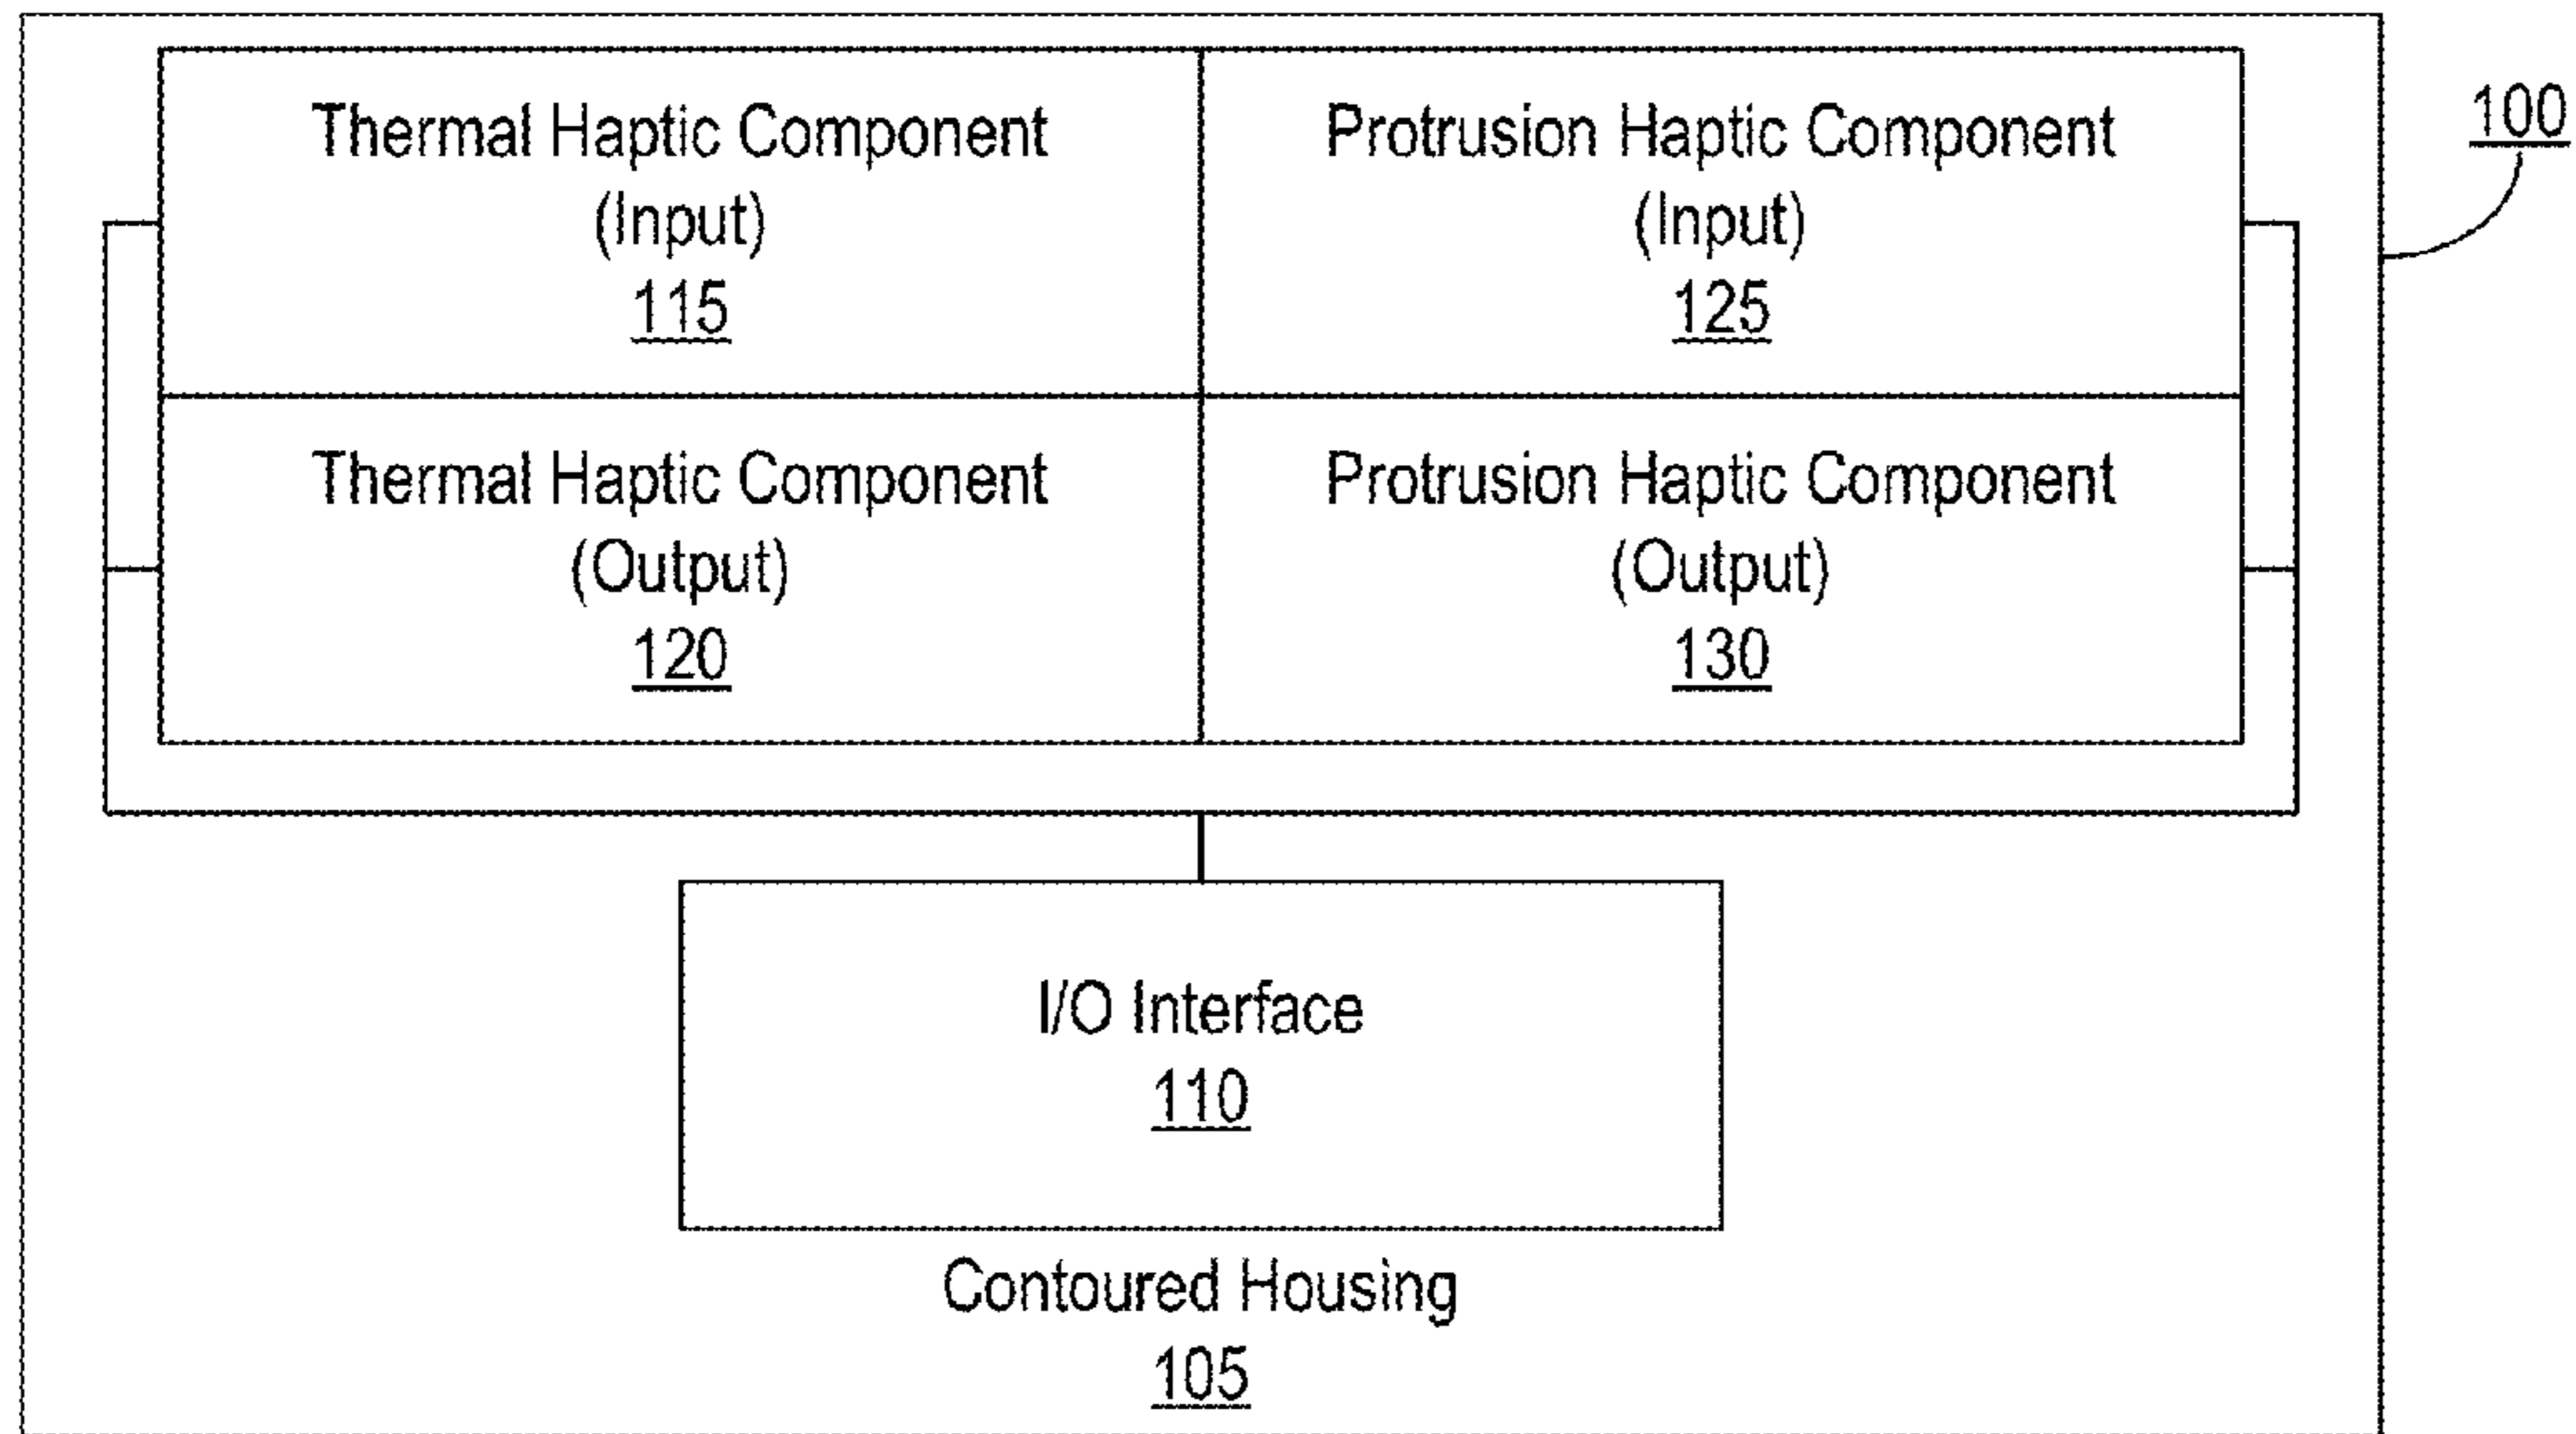 Thermal Haptic Component
(Input)
115
Protrusion Haptic Component
(Input)
125
100
Thermal Haptic Component
(Output)
120
Protrusion Haptic Component
(Output)
130
I/O Interface
110
Contoured Housing
105